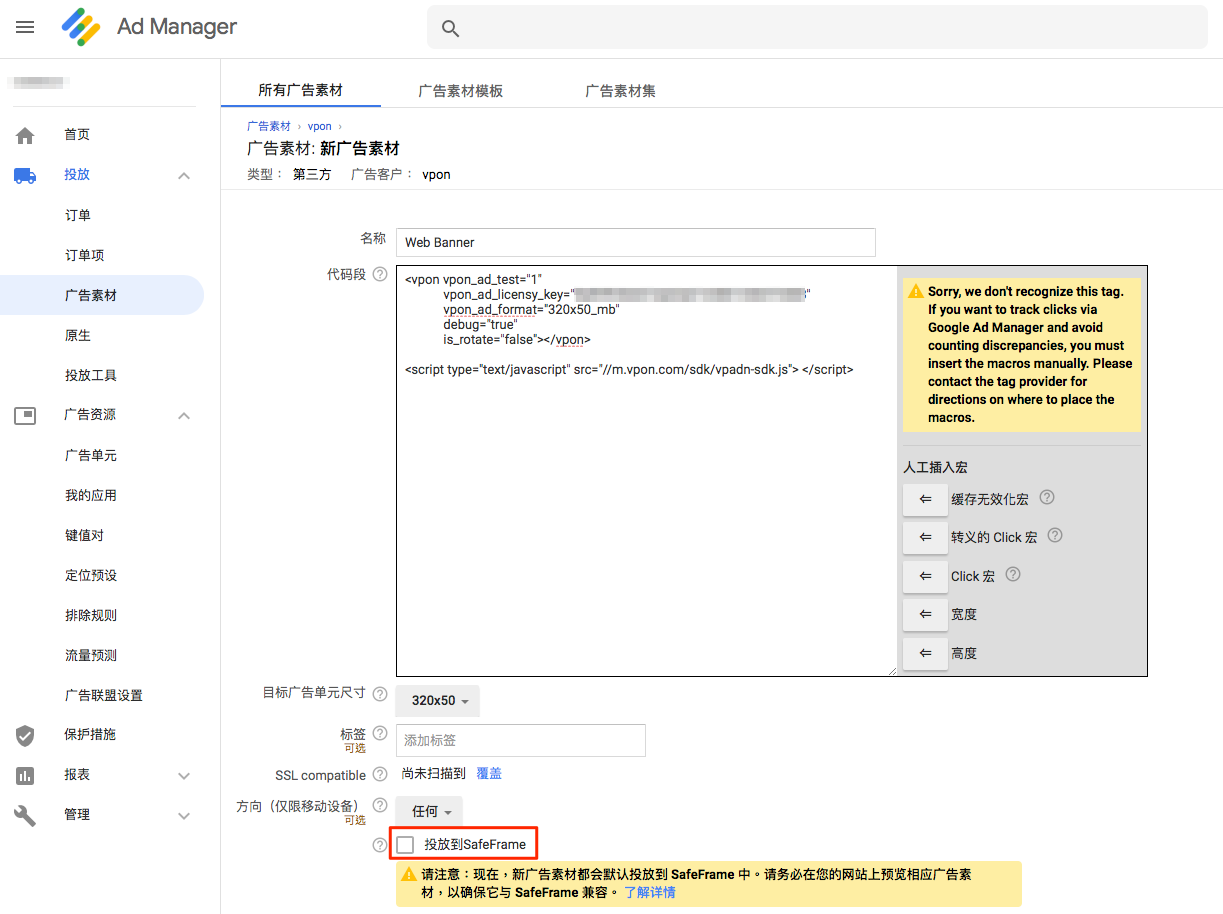 Ad Manager
所有广告素材
广告素材模板
广告素材集
广告素材 › vpon ›
广告素材: 新广告素材
类型： 第三方 广告客户： vpon
首页
投放
订单
订单项
广告素材
原生
投放工具
广告资源
广告单元
我的应用
键值对
定位预设
排除规则
流量预测
广告联盟设置
保护措施
报表
管理
名称
Web Banner
代码段
<vpon vpon_ad_test="1"
vpon_ad_licensy_key=" "
vpon_ad_format="320x50_mb"
debug="true"
is_rotate="false"></vpon>
<script type="text/javascript" src="//m.vpon.com/sdk/vpadn-sdk.js"> </script>
Sorry, we don't recognize this tag.
If you want to track clicks via
Google Ad Manager and avoid
counting discrepancies, you must
insert the macros manually. Please
contact the tag provider for
directions on where to place the
macros.
人工插入宏
⇐ 缓存无效化宏
⇐ 转义的 Click 宏
⇐ Click 宏
⇐ 宽度
⇐ 高度
目标广告单元尺寸
320x50
标签
可选
添加标签
SSL compatible
尚未扫描到 覆盖
方向（仅限移动设备）
可选
任何
投放到SafeFrame
请注意：现在，新广告素材都会默认投放到 SafeFrame 中。请务必在您的网站上预览相应广告素
材，以确保它与 SafeFrame 兼容。 了解详情